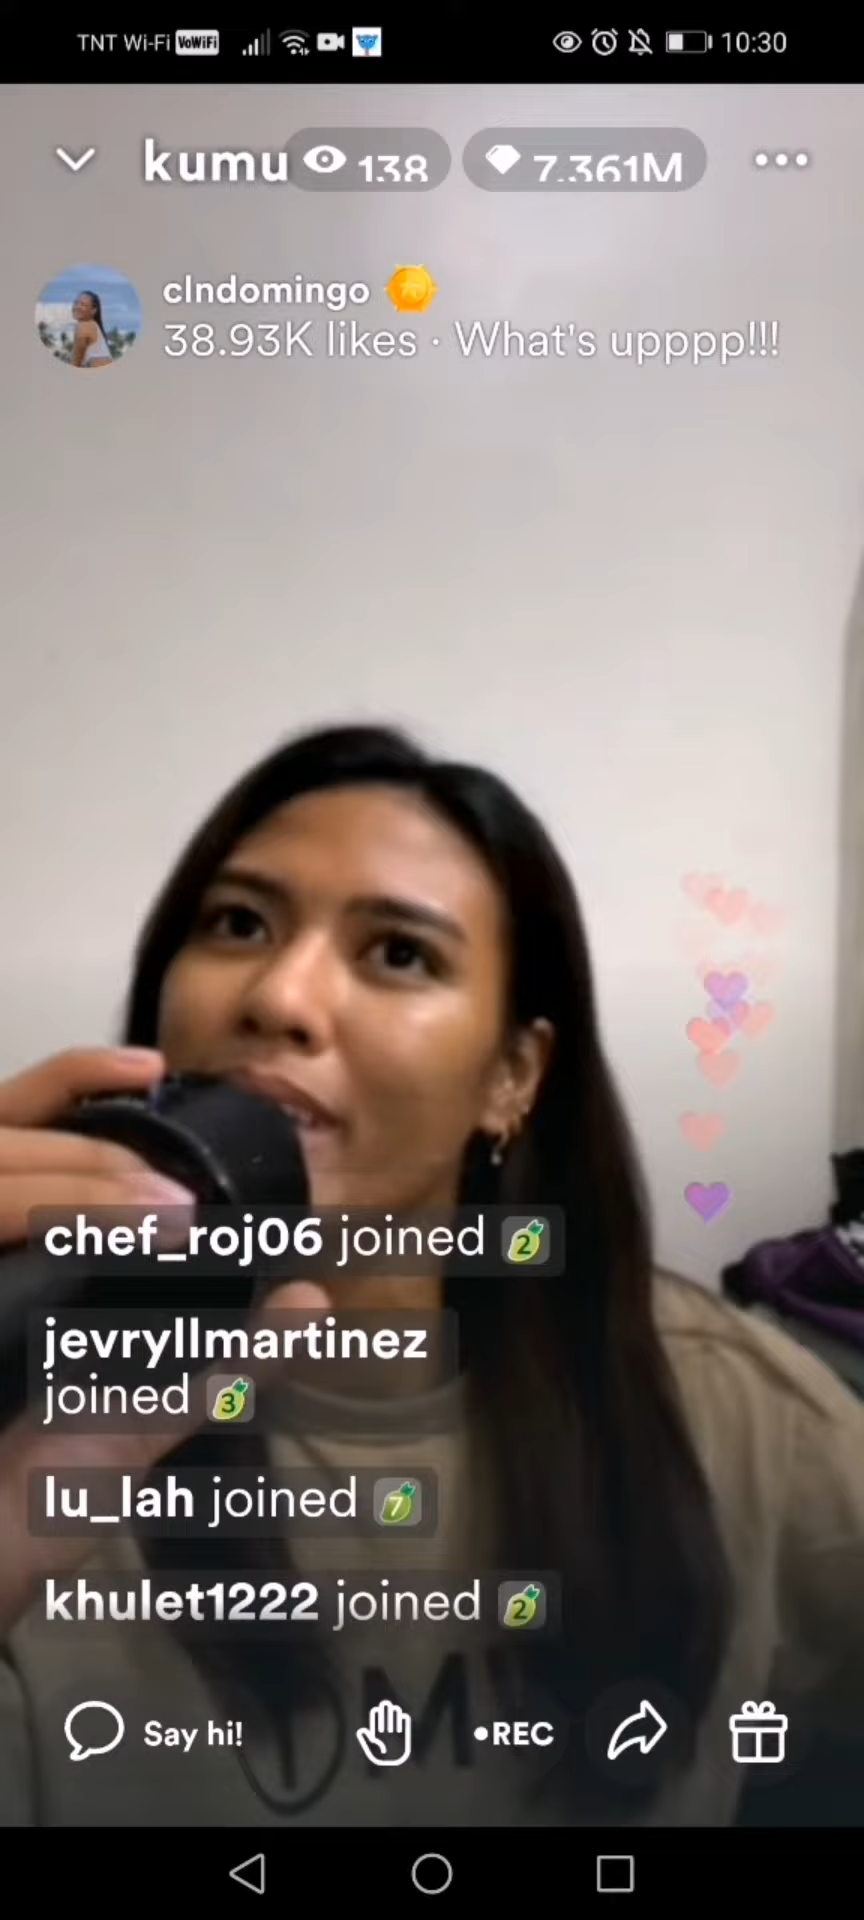 TNT Wi-Fi VoWiFi 10:30
kumu 138 7.361M
clndomingo
38.93K likes · What's upppp!!!
chef_roj06 joined 2
jevryllmartinez
joined 3
lu_lah joined 7
khulet1222 joined 2
Say hi! •REC